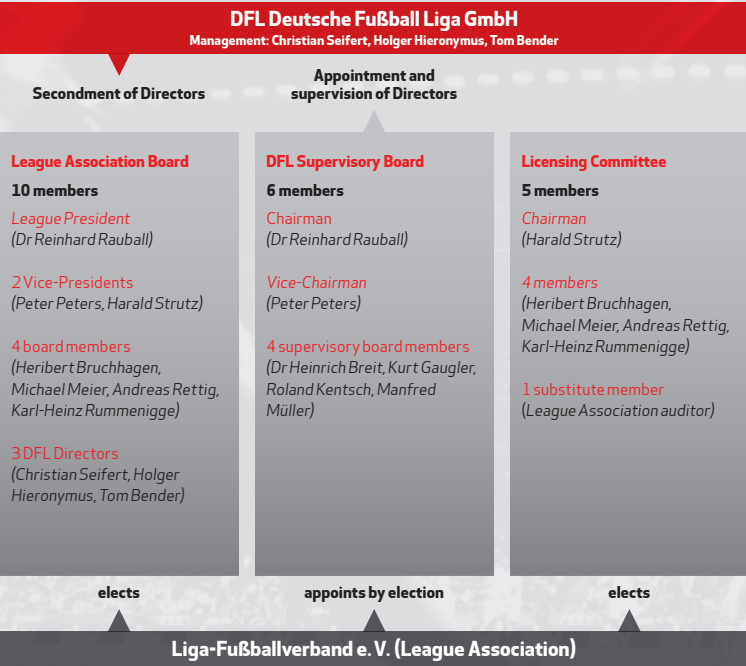 DFL Deutsche Fußball Liga GmbH
Management: Christian Seifert, Holger Hieronymus, Tom Bender
Secondment of Directors
Appointment and
supervision of Directors
League Association Board
10 members
League President
(Dr Reinhard Rauball)
2 Vice-Presidents
(Peter Peters, Harald Strutz)
4 board members
(Heribert Bruchhagen,
Michael Meier, Andreas Rettig,
Karl-Heinz Rummenigge)
3 DFL Directors
(Christian Seifert, Holger
Hieronymus, Tom Bender)
elects
DFL Supervisory Board
6 members
Chairman
(Dr Reinhard Rauball)
Vice-Chairman
(Peter Peters)
4 supervisory board members
(Dr Heinrich Breit, Kurt Gaugler,
Roland Kentsch, Manfred
Müller)
appoints by election
Licensing Committee
5 members
Chairman
(Harald Strutz)
4 members
(Heribert Bruchhagen,
Michael Meier, Andreas Rettig,
Karl-Heinz Rummenigge)
1 substitute member
(League Association auditor)
elects
Liga-Fußballverband e. V. (League Association)